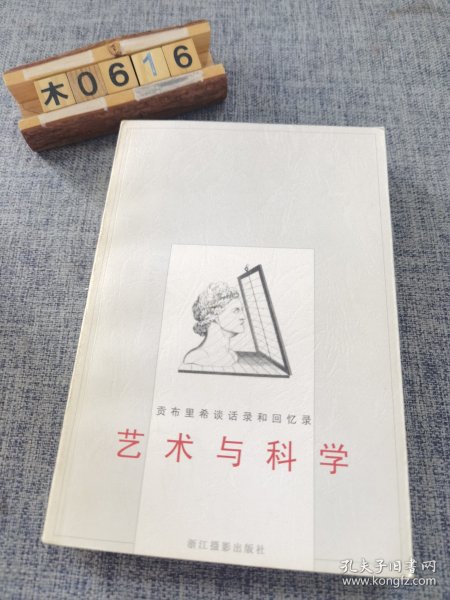 木0616
贡布里希谈话录和回忆录
艺术与科学
浙江摄影出版社
孔夫子旧书网
www.kongfz.com